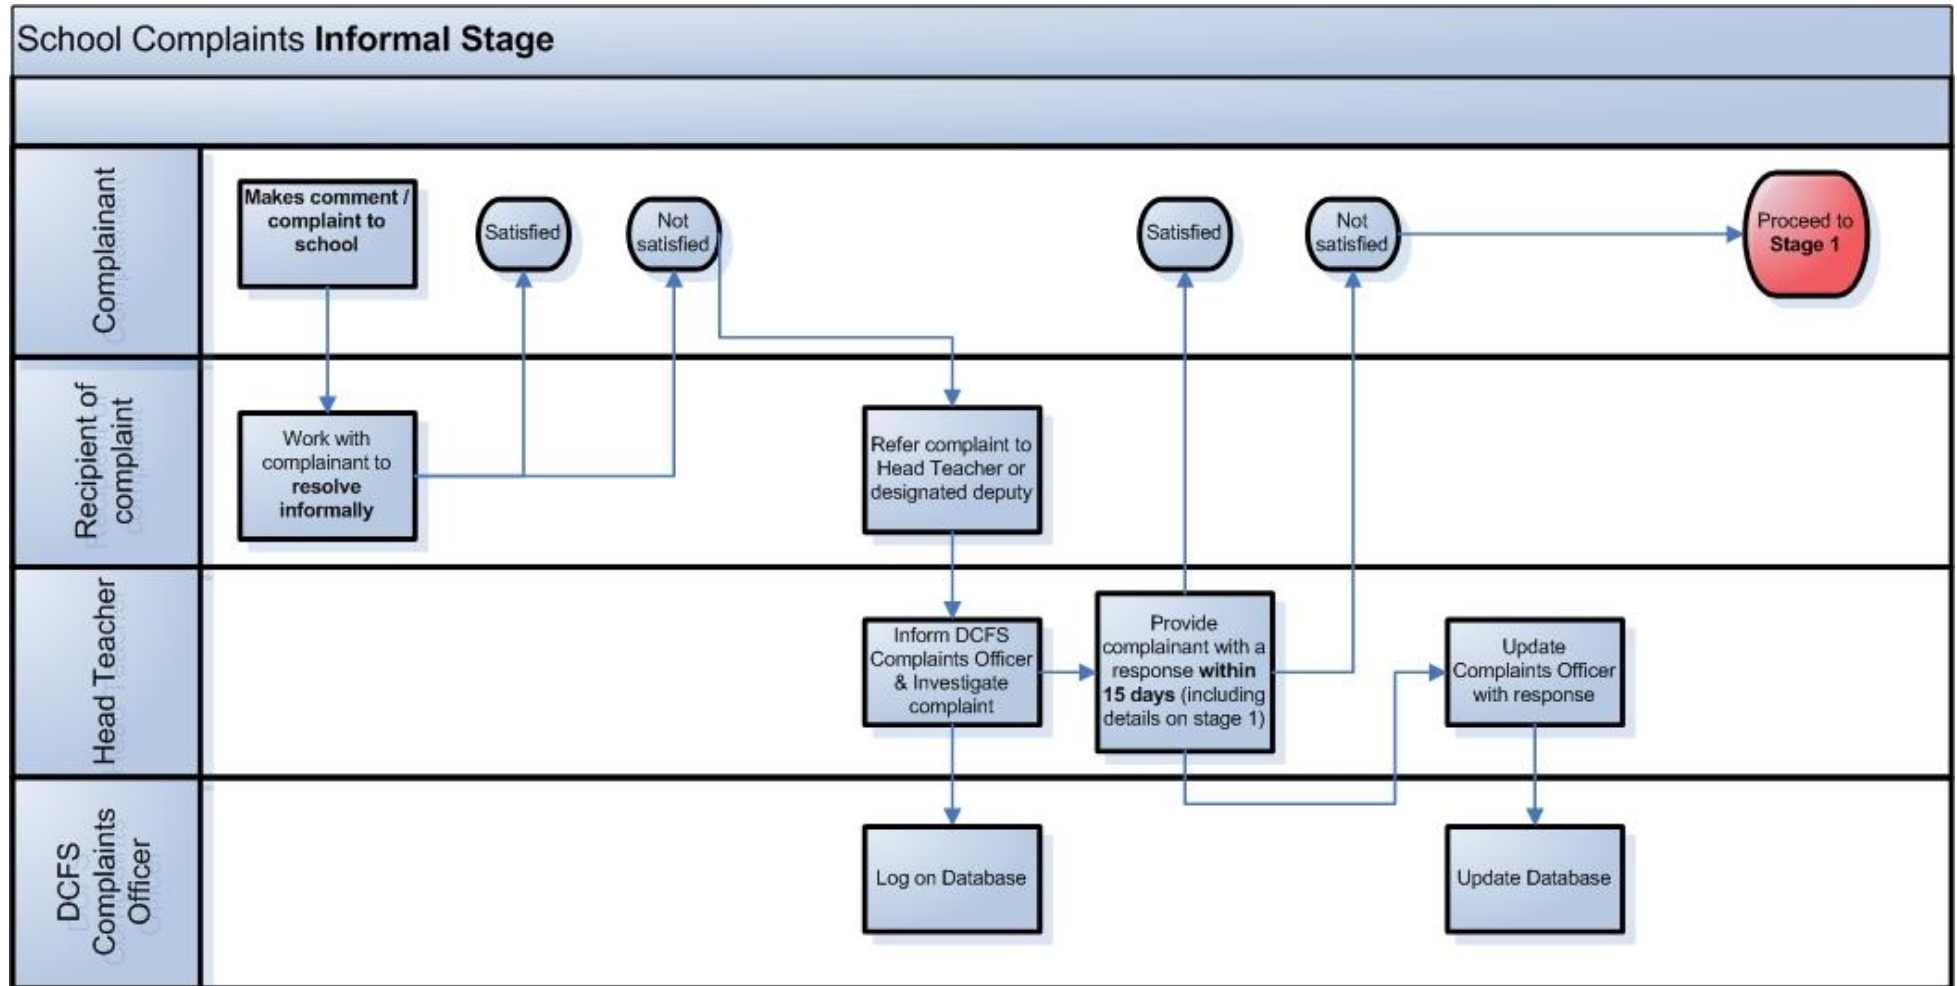 School Complaints Informal Stage
Complainant
Makes comment /
complaint to
school
Satisfied
Not
satisfied
Satisfied
Not
satisfied
Proceed to
Stage 1
Recipient of
complaint
Work with
complainant to
resolve
informally
Refer complaint to
Head Teacher or
designated deputy
Head Teacher
Inform DCFS
Complaints Officer
& Investigate
complaint
Provide
complainant with a
response within
15 days (including
details on stage 1)
Update
Complaints Officer
with response
DCFS
Complaints
Officer
Log on Database
Update Database